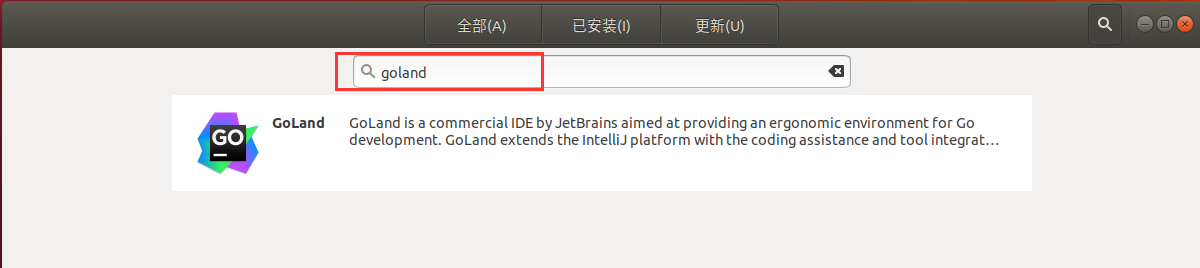 全部(A) 已安装(I) 更新(U)
goland
GO
GoLand GoLand is a commercial IDE by JetBrains aimed at providing an ergonomic environment for Go
development. GoLand extends the IntelliJ platform with the coding assistance and tool integrat…